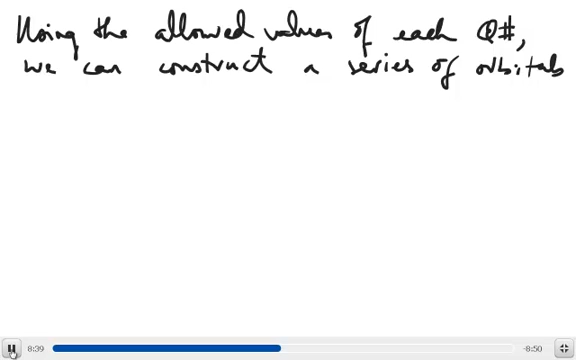 Using the allowed values of each Q#,
we can construct a series of orbitals
8:39
-8:50